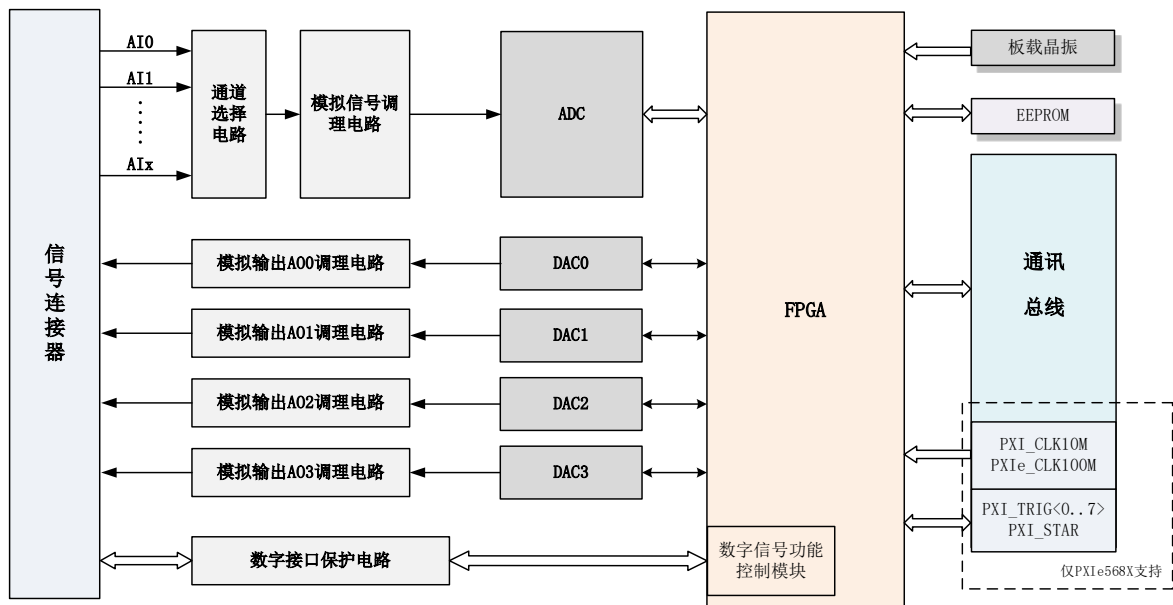 信号连接器
AI0
AI1
AIx
通道
选择
电路
模拟信号调
理电路
ADC
模拟输出AO0调理电路
DAC0
模拟输出AO1调理电路
DAC1
模拟输出AO2调理电路
DAC2
模拟输出AO3调理电路
DAC3
数字接口保护电路
FPGA
数字信号功能
控制模块
板载晶振
EEPROM
通讯
总线
PXI_CLK10M
PXIe_CLK100M
PXI_TRIG<0..7>
PXI_STAR
仅PXIe568X支持